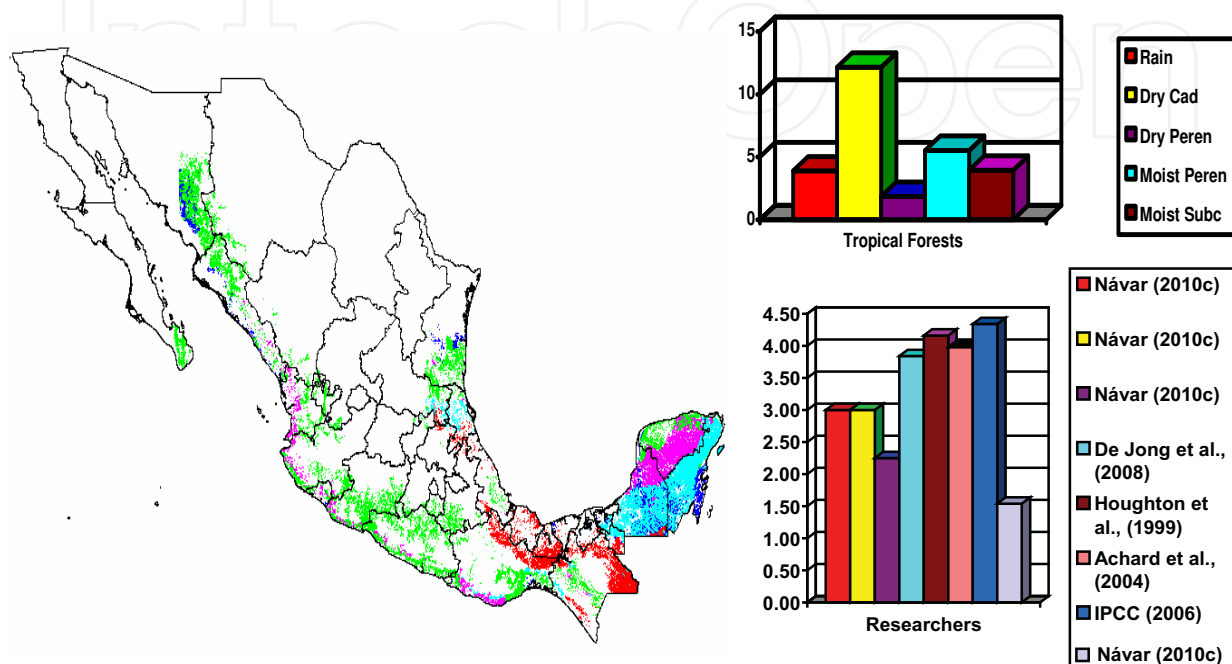 IntechOpen
15
10
5
0
Tropical Forests
Rain
Dry Cad
Dry Peren
Moist Peren
Moist Subc
4.50
4.00
3.50
3.00
2.50
2.00
1.50
1.00
0.50
0.00
Researchers
Návar (2010c)
Návar (2010c)
Návar (2010c)
De Jong et al.,
(2008)
Houghton et
al., (1999)
Achard et al.,
(2004)
IPCC (2006)
Návar (2010c)